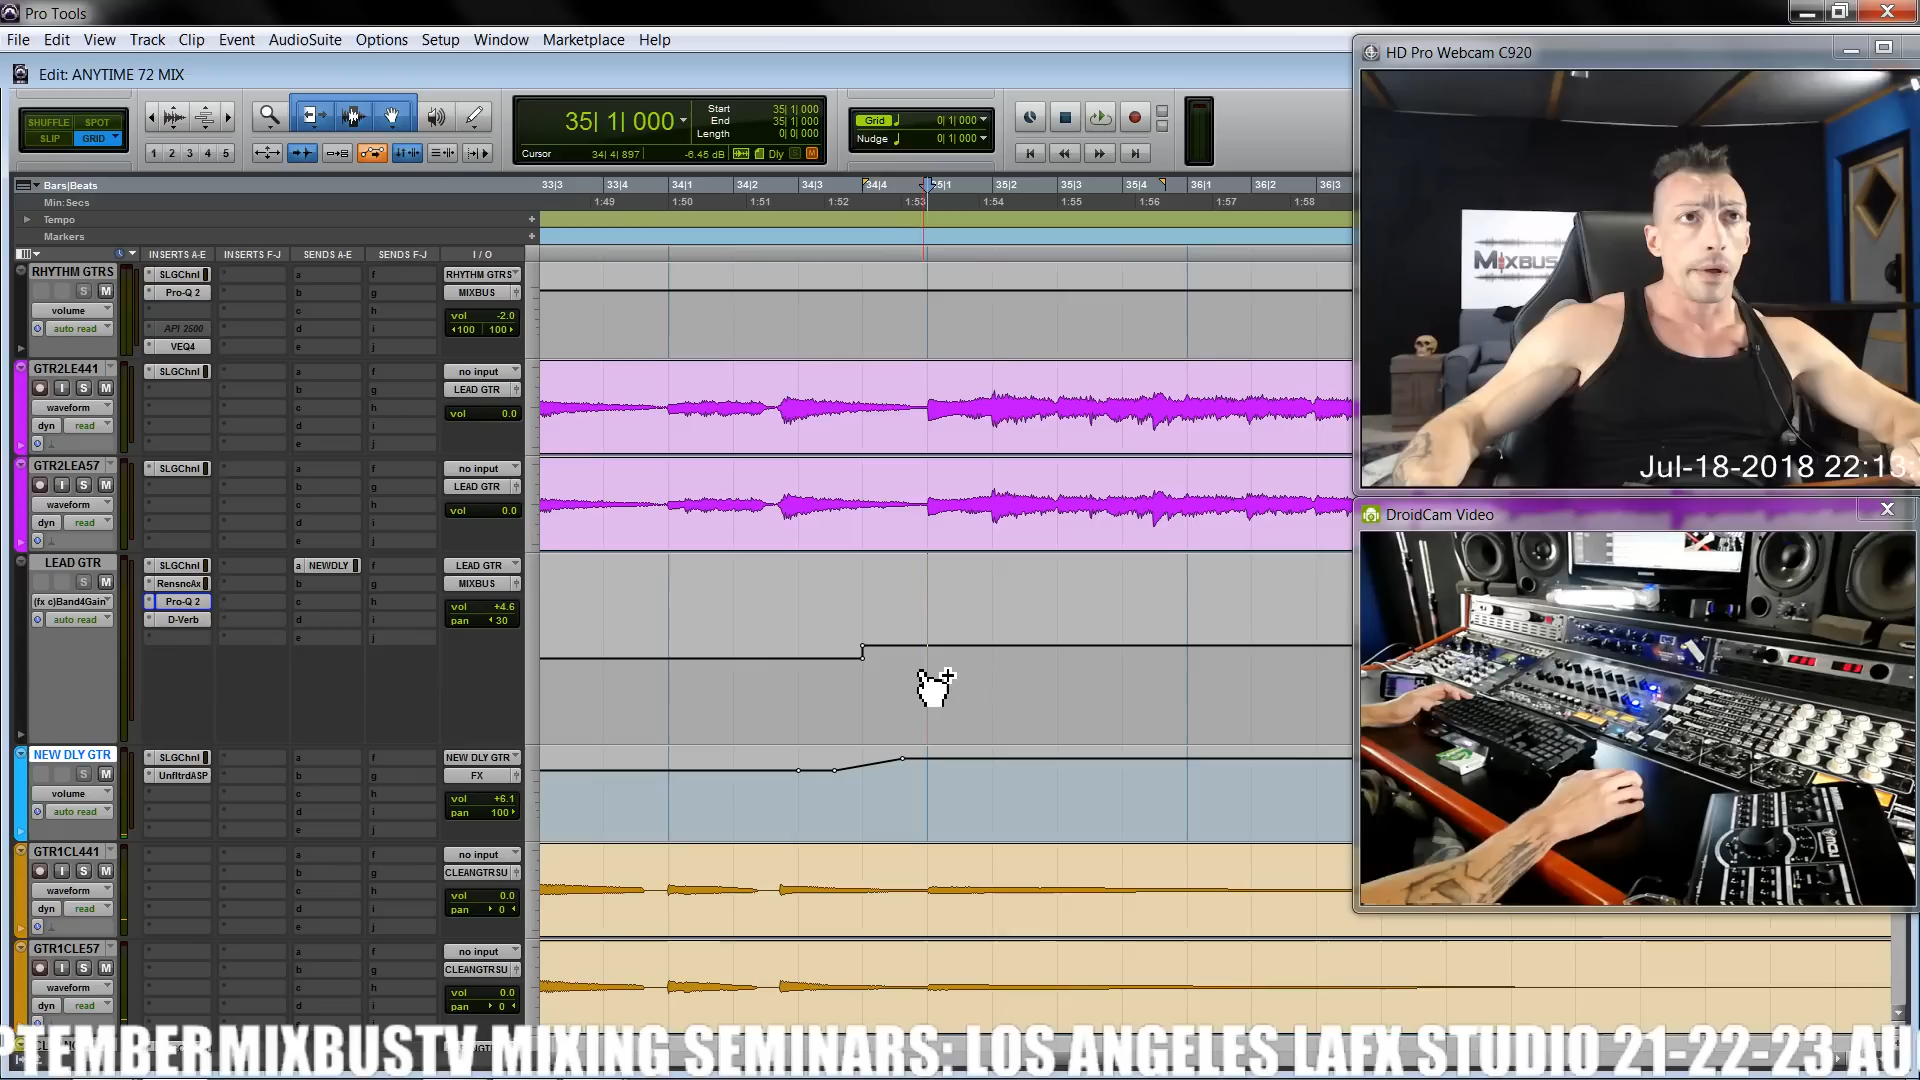 Pro Tools
File Edit View Track Clip Event AudioSuite Options Setup Window Marketplace Help
Edit: ANYTIME 72 MIX
SHUFFLE SPOT
SLIP GRID
1 2 3 4 5
35| 1| 000
Start 35| 1| 000
End 35| 1| 000
Length 0| 0| 000
Cursor 34| 4| 897 -6.45 dB Dly S M
Grid 0| 1| 000
Nudge 0| 1| 000
Bars|Beats 33|3 33|4 34|1 34|2 34|3 34|4 35|1 35|2 35|3 35|4 36|1 36|2 36|3
Min:Secs 1:49 1:50 1:51 1:52 1:53 1:54 1:55 1:56 1:57 1:58
Tempo
Markers
INSERTS A-E INSERTS F-J SENDS A-E SENDS F-J I / O
RHYTHM GTRS SLGChnl a f RHYTHM GTRS
S M Pro-Q 2 b g MIXBUS
volume c h vol -2.0
auto read API 2500 d i 100 100
VEQ4 e j
GTR2LE441 SLGChnl a f no input
I S M b g LEAD GTR
waveform c h vol 0.0
dyn read d i
e j
GTR2LEA57 SLGChnl a f no input
I S M b g LEAD GTR
waveform c h vol 0.0
dyn read d i
e j
LEAD GTR SLGChnl a NEWDLY f LEAD GTR
S M RensncAx b g MIXBUS
(fx c)Band4Gain Pro-Q 2 c h vol +4.6
auto read D-Verb d i pan 30
e j
NEW DLY GTR SLGChnl a f NEW DLY GTR
M UnfltrdASP b g FX
volume c h vol +6.1
auto read d i pan 100
e j
GTR1CL441 a f no input
I S M b g CLEANGTRSU
waveform c h vol 0.0
dyn read d i pan 0
e j
GTR1CLE57 a f no input
I S M b g CLEANGTRSU
waveform c h vol 0.0
dyn read d i pan 0
HD Pro Webcam C920
MIXBUS
Jul-18-2018 22:13:
DroidCam Video
PTEMBERMIXBUSTV MIXING SEMINARS: LOS ANGELES LAFX STUDIO 21-22-23 AU